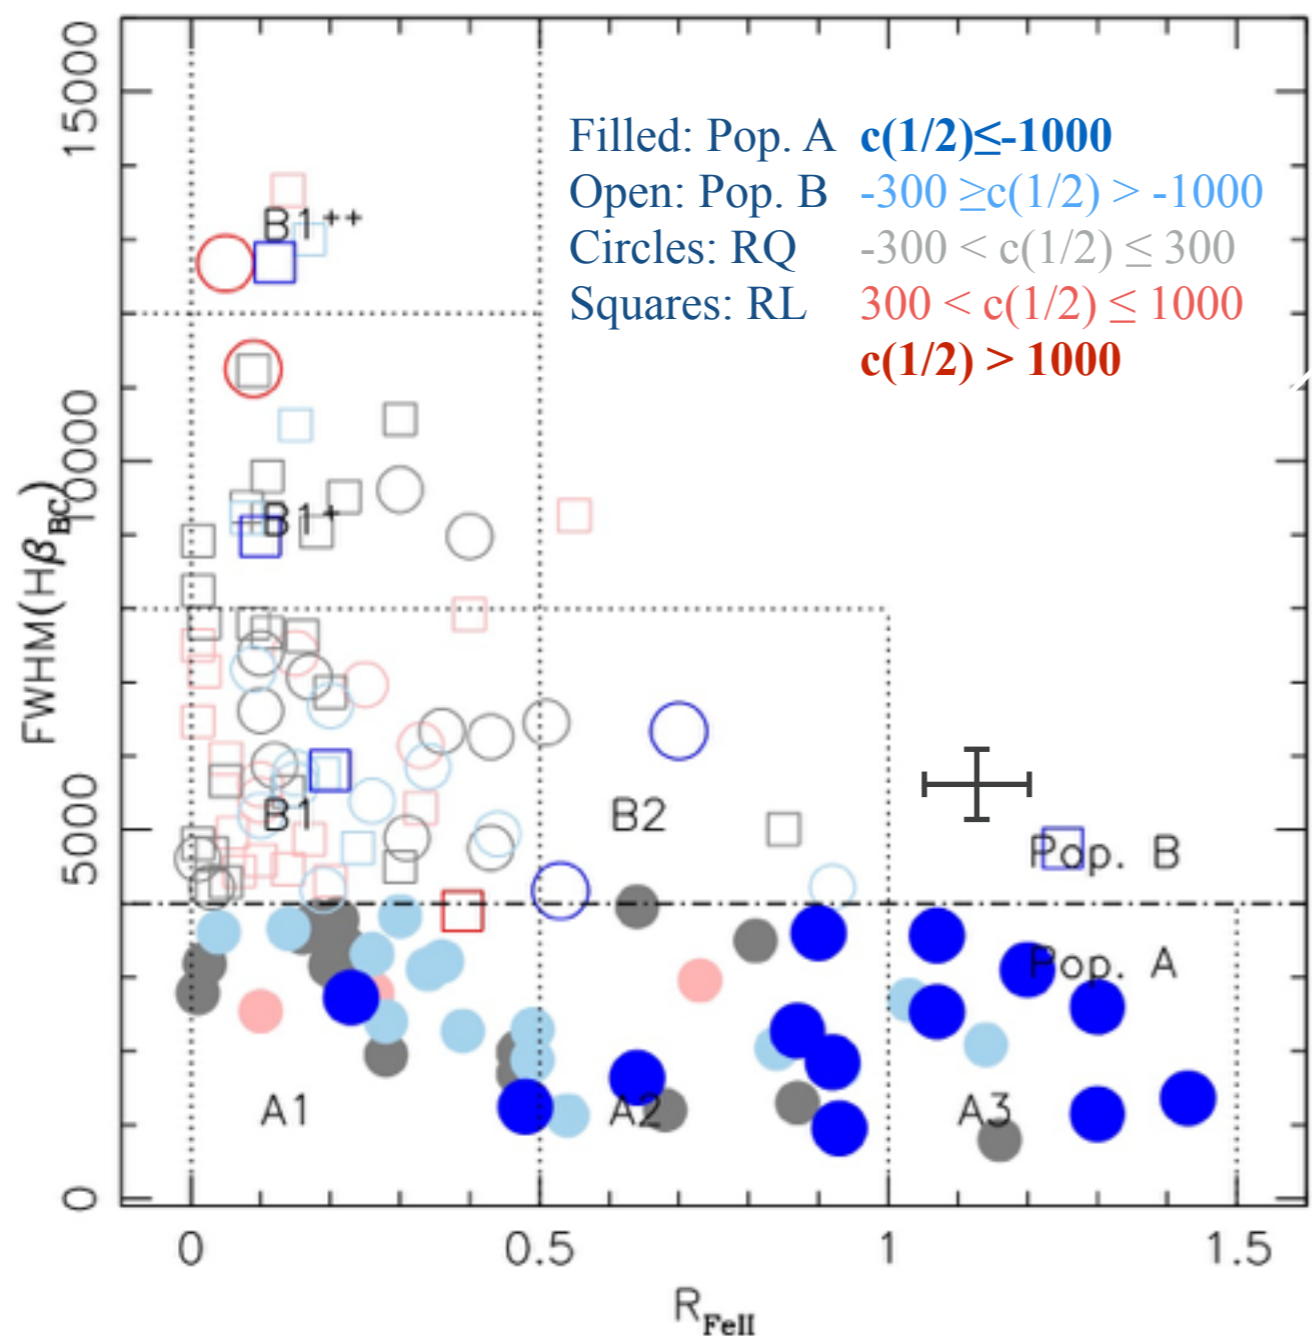 15000
Filled: Pop. A c(1/2)≤-1000
Open: Pop. B -300 ≥c(1/2) > -1000
Circles: RQ -300 < c(1/2) ≤ 300
Squares: RL 300 < c(1/2) ≤ 1000
c(1/2) > 1000
B1++
10000
B1+
FWHM(HβBC)
5000
B1
B2
Pop. B
Pop. A
A1
A2
A3
0
0 0.5 1 1.5
RFeII